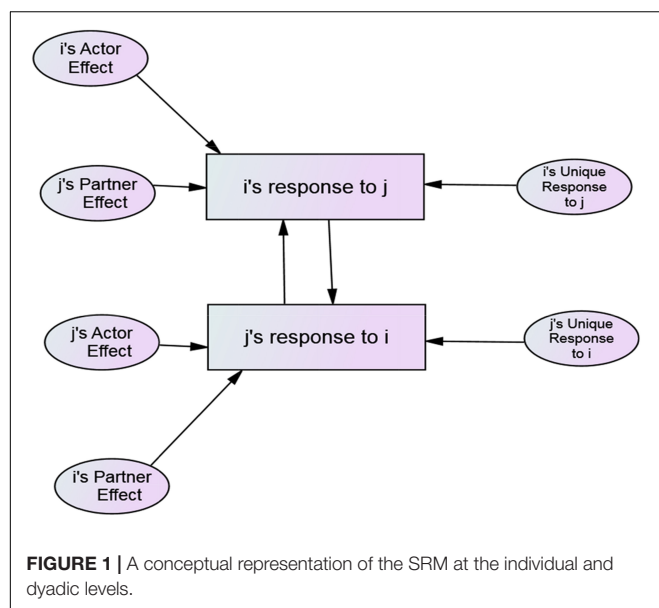 i's Actor
Effect
j's Partner
Effect
i's response to j
i's Unique
Response
to j
j's Actor
Effect
j's response to i
j's Unique
Response
to i
i's Partner
Effect
FIGURE 1 | A conceptual representation of the SRM at the individual and
dyadic levels.